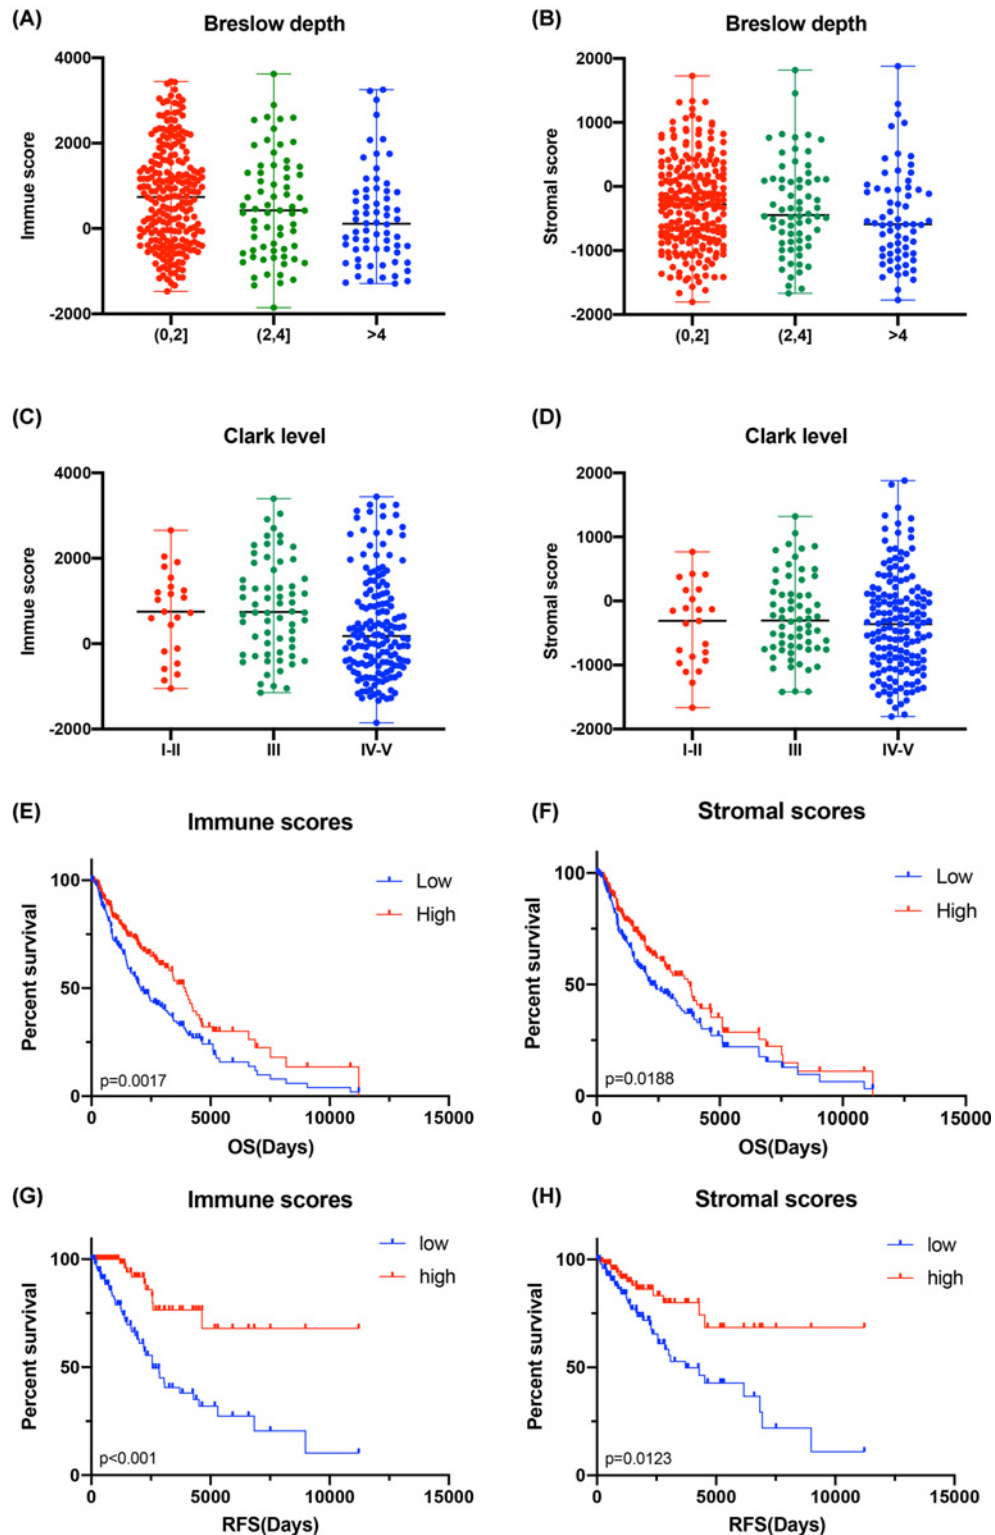 (A)
Breslow depth
Immue score
4000
2000
0
-2000
(0,2]
(2,4]
>4
(B)
Breslow depth
Stromal score
2000
1000
0
-1000
-2000
(0,2]
(2,4]
>4
(C)
Clark level
Immue score
4000
2000
0
-2000
I-II
III
IV-V
(D)
Clark level
Stromal score
2000
1000
0
-1000
-2000
I-II
III
IV-V
(E)
Immune scores
Percent survival
100
50
0
Low
High
p=0.0017
0
5000
10000
15000
OS(Days)
(F)
Stromal scores
Percent survival
100
50
0
Low
High
p=0.0188
0
5000
10000
15000
OS(Days)
(G)
Immune scores
Percent survival
100
50
0
low
high
p<0.001
0
5000
10000
15000
RFS(Days)
(H)
Stromal scores
Percent survival
100
50
0
low
high
p=0.0123
0
5000
10000
15000
RFS(Days)